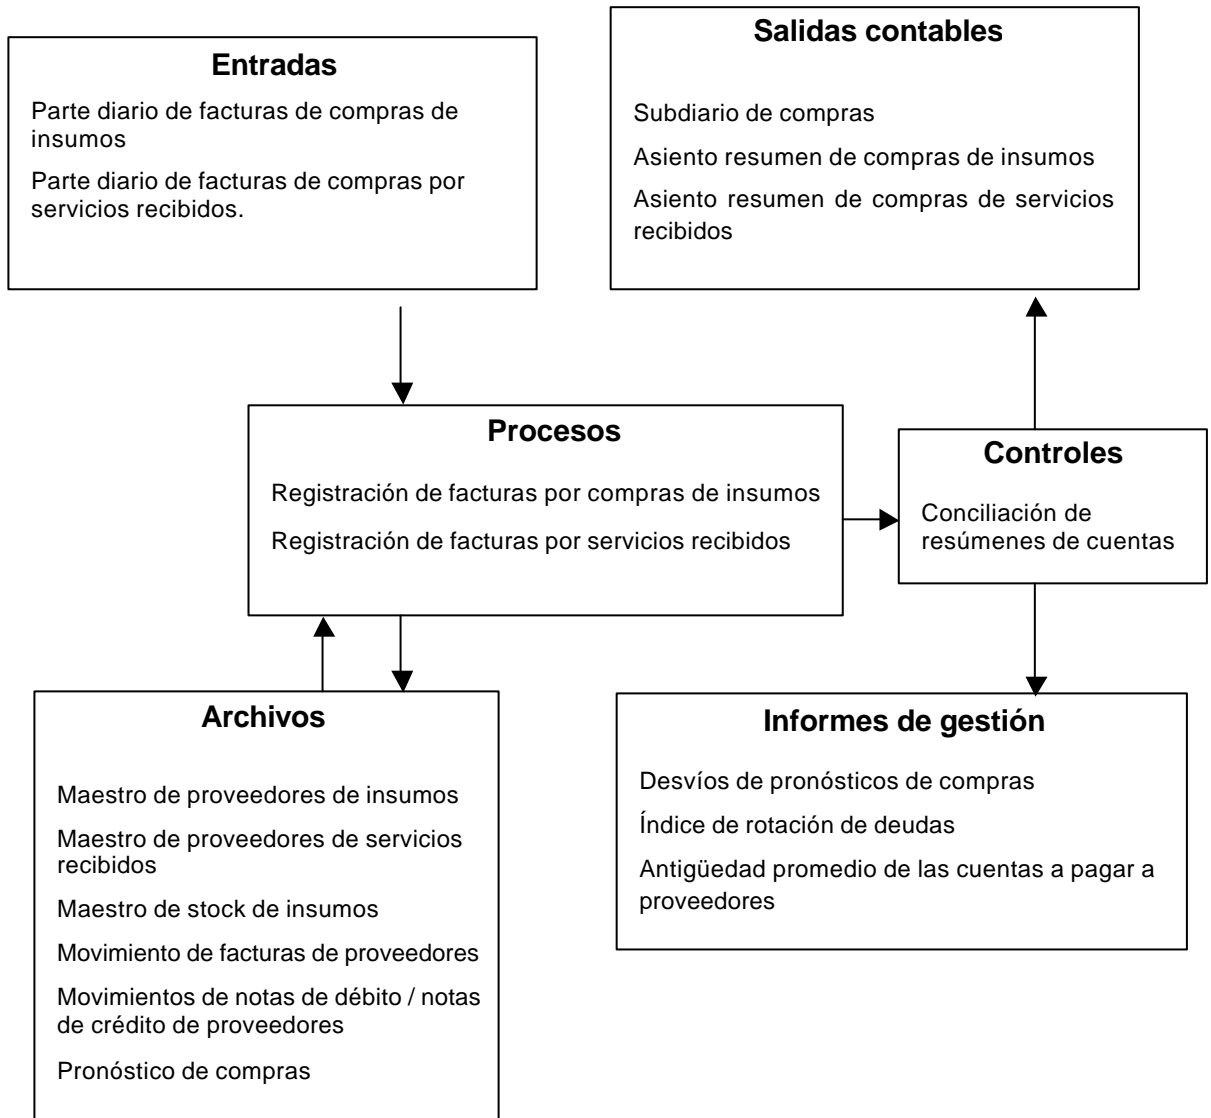 Entradas
Parte diario de facturas de compras de
insumos
Parte diario de facturas de compras por
servicios recibidos.
Salidas contables
Subdiario de compras
Asiento resumen de compras de insumos
Asiento resumen de compras de servicios
recibidos
Procesos
Registración de facturas por compras de insumos
Registración de facturas por servicios recibidos
Controles
Conciliación de
resúmenes de cuentas
Archivos
Maestro de proveedores de insumos
Maestro de proveedores de servicios
recibidos
Maestro de stock de insumos
Movimiento de facturas de proveedores
Movimientos de notas de débito / notas
de crédito de proveedores
Pronóstico de compras
Informes de gestión
Desvíos de pronósticos de compras
Índice de rotación de deudas
Antigüedad promedio de las cuentas a pagar a
proveedores